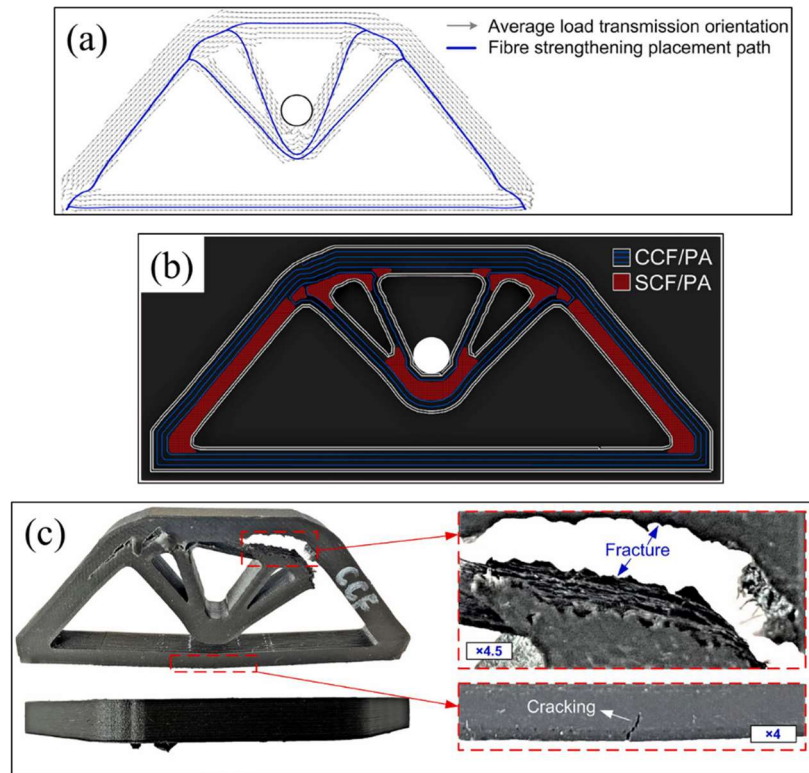 (a)
Average load transmission orientation
Fibre strengthening placement path
(b)
CCF/PA
SCF/PA
(c)
CCF
Fracture
×4.5
Cracking
×4